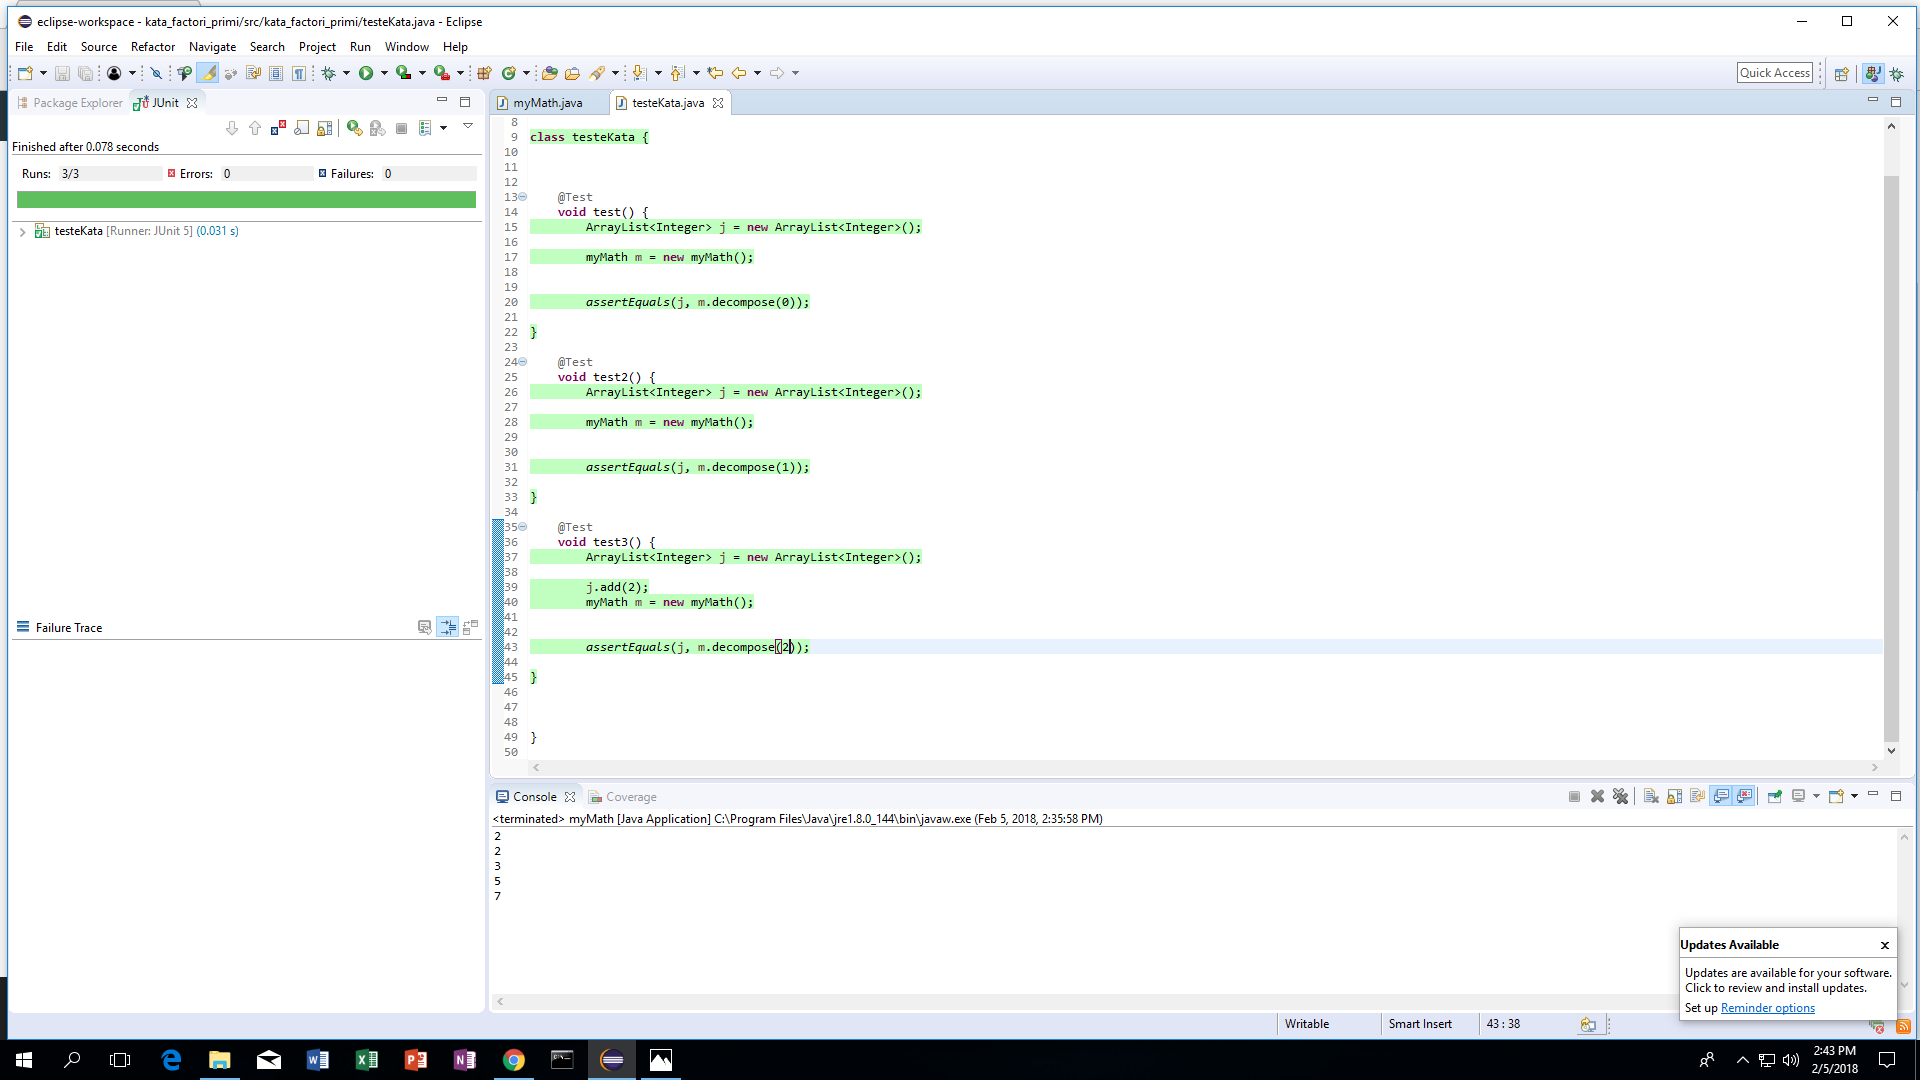 eclipse-workspace - kata_factori_primi/src/kata_factori_primi/testeKata.java - Eclipse
File Edit Source Refactor Navigate Search Project Run Window Help
Quick Access
Package Explorer JUnit
Finished after 0.078 seconds
Runs: 3/3 Errors: 0 Failures: 0
testeKata [Runner: JUnit 5] (0.031 s)
Failure Trace
myMath.java testeKata.java
8
9 class testeKata {
10
11
12
13 @Test
14 void test() {
15 ArrayList<Integer> j = new ArrayList<Integer>();
16
17 myMath m = new myMath();
18
19
20 assertEquals(j, m.decompose(0));
21
22 }
23
24 @Test
25 void test2() {
26 ArrayList<Integer> j = new ArrayList<Integer>();
27
28 myMath m = new myMath();
29
30
31 assertEquals(j, m.decompose(1));
32
33 }
34
35 @Test
36 void test3() {
37 ArrayList<Integer> j = new ArrayList<Integer>();
38
39 j.add(2);
40 myMath m = new myMath();
41
42
43 assertEquals(j, m.decompose(2));
44
45 }
46
47
48
49 }
50
Console Coverage
<terminated> myMath [Java Application] C:\Program Files\Java\jre1.8.0_144\bin\javaw.exe (Feb 5, 2018, 2:35:58 PM)
2
2
3
5
7
Updates Available
Updates are available for your software.
Click to review and install updates.
Set up Reminder options
Writable Smart Insert 43 : 38
2:43 PM
2/5/2018